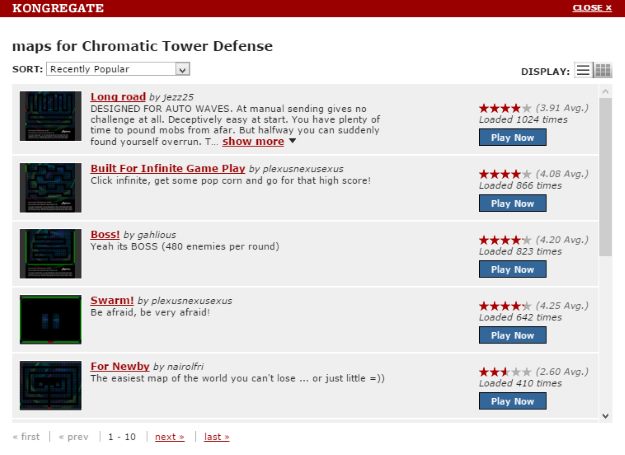 KONGREGATE CLOSE X
maps for Chromatic Tower Defense
SORT: Recently Popular DISPLAY:
Long road by jezz25
DESIGNED FOR AUTO WAVES. At manual sending gives no
challenge at all. Deceptively easy at start. You have plenty of
time to pound mobs from afar. But halfway you can suddenly
found yourself overrun. T... show more ▼
(3.91 Avg.)
Loaded 1024 times
Play Now
Built For Infinite Game Play by plexusnexusexus
Click infinite, get some pop corn and go for that high score!
(4.08 Avg.)
Loaded 866 times
Play Now
Boss! by gahlious
Yeah its BOSS (480 enemies per round)
(4.20 Avg.)
Loaded 823 times
Play Now
Swarm! by plexusnexusexus
Be afraid, be very afraid!
(4.25 Avg.)
Loaded 642 times
Play Now
For Newby by nairolfri
The easiest map of the world you can't lose ... or just little =))
(2.60 Avg.)
Loaded 410 times
Play Now
« first | « prev | 1 - 10 | next » | last »